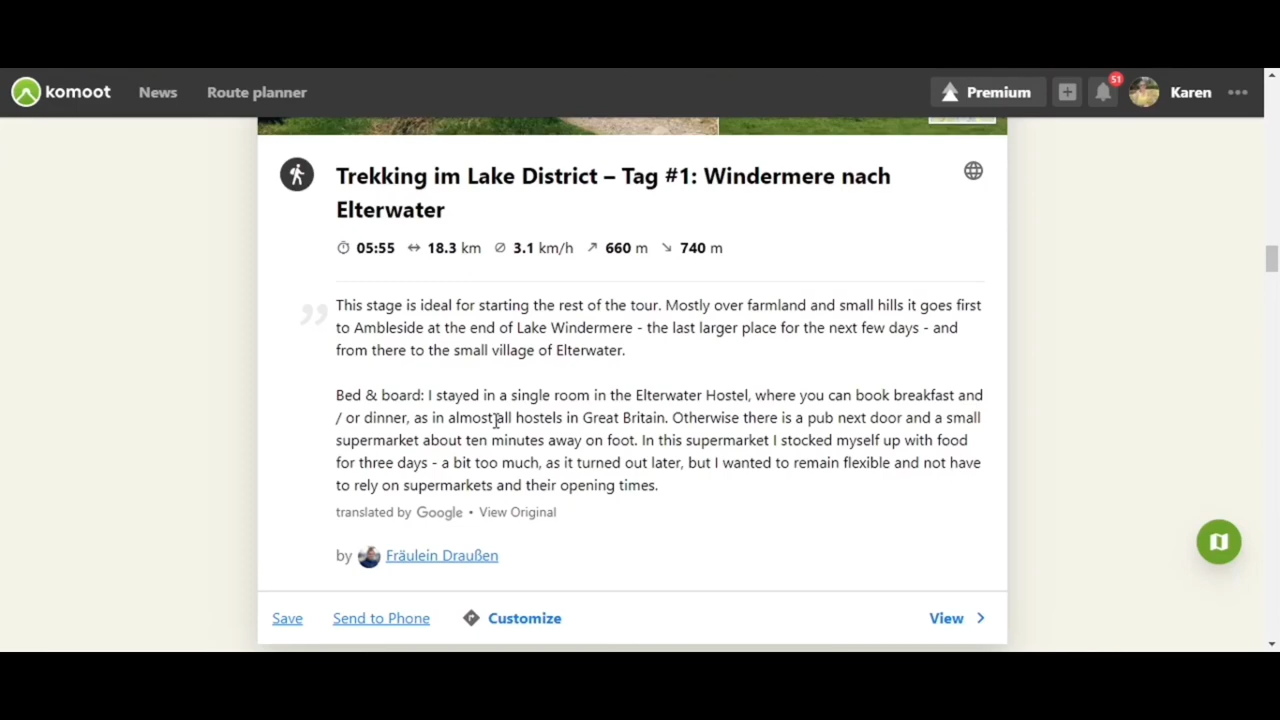 komoot News Route planner Premium 51 Karen
Trekking im Lake District – Tag #1: Windermere nach
Elterwater
05:55 18.3 km 3.1 km/h 660 m 740 m
This stage is ideal for starting the rest of the tour. Mostly over farmland and small hills it goes first
to Ambleside at the end of Lake Windermere - the last larger place for the next few days - and
from there to the small village of Elterwater.
Bed & board: I stayed in a single room in the Elterwater Hostel, where you can book breakfast and
/ or dinner, as in almost all hostels in Great Britain. Otherwise there is a pub next door and a small
supermarket about ten minutes away on foot. In this supermarket I stocked myself up with food
for three days - a bit too much, as it turned out later, but I wanted to remain flexible and not have
to rely on supermarkets and their opening times.
translated by Google • View Original
by Fräulein Draußen
Save Send to Phone Customize View